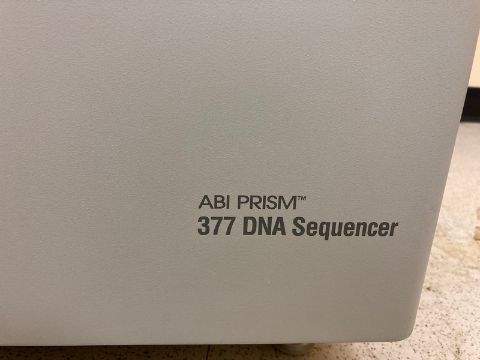 ABI PRISM™
377 DNA Sequencer